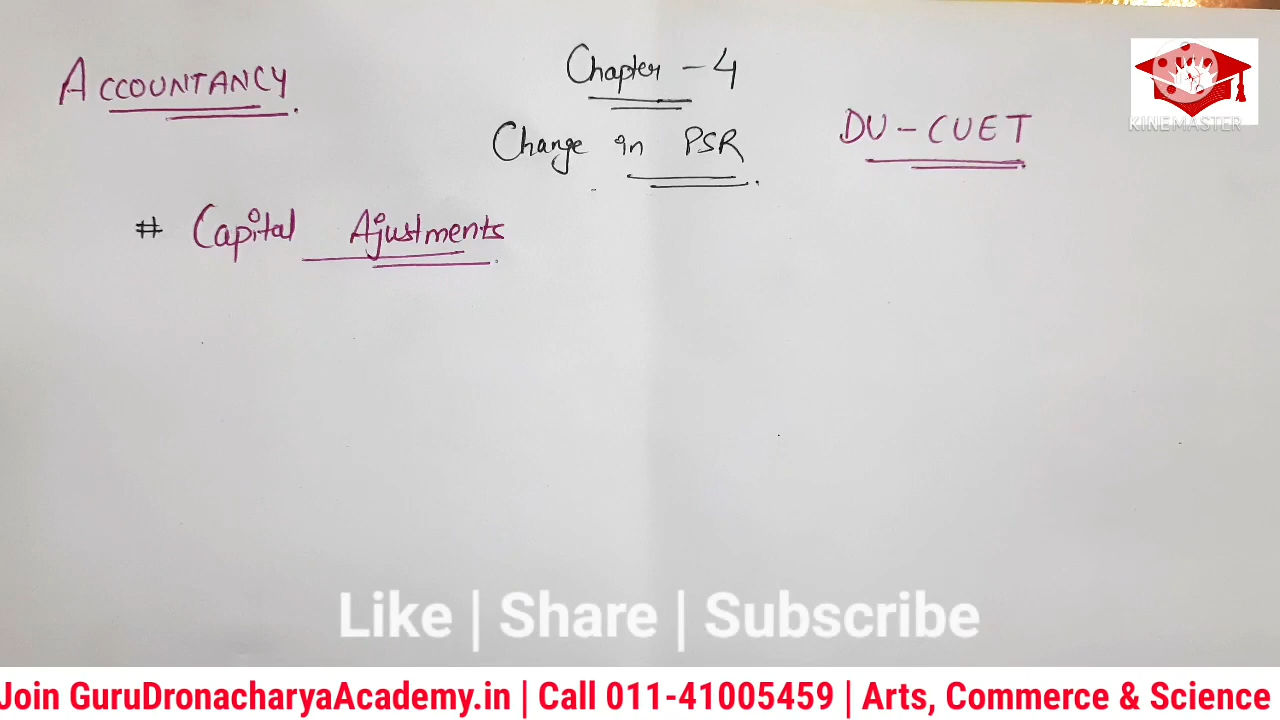 ACCOUNTANCY
Chapter - 4
KINEMASTER
DU - CUET
Change in PSR
# Capital Ajustments
Like | Share | Subscribe
Join GuruDronacharyaAcademy.in | Call 011-41005459 | Arts, Commerce & Science